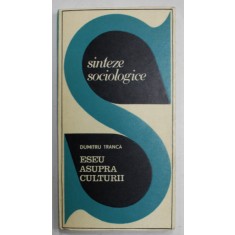 sinteze
sociologice
DUMITRU TRANCA
ESEU
ASUPRA
CULTURII